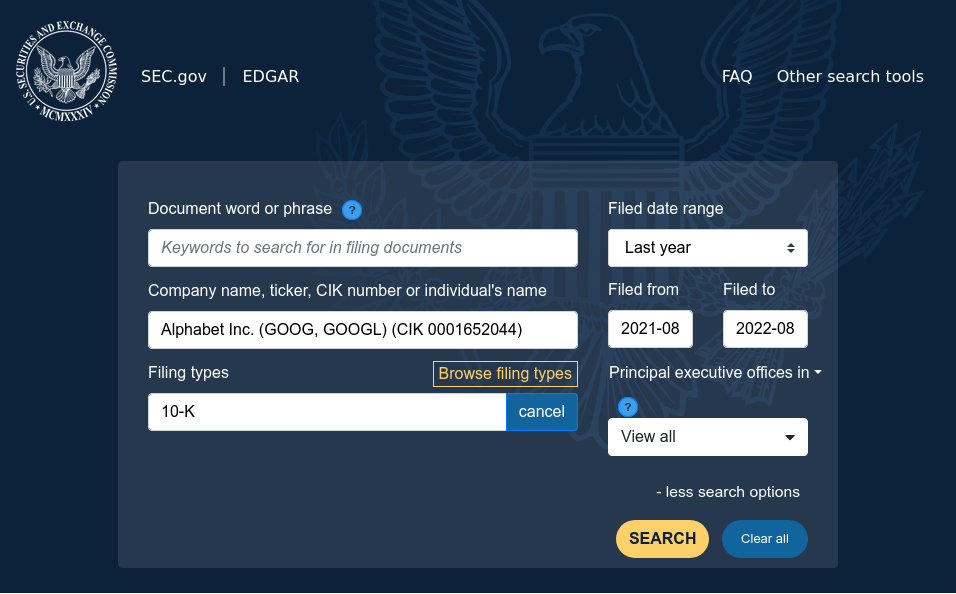 U.S. SECURITIES AND EXCHANGE COMMISSION
MCMXXXIV
SEC.gov
EDGAR
FAQ
Other search tools
Document word or phrase ?
Filed date range
Keywords to search for in filing documents
Last year
Company name, ticker, CIK number or individual's name
Filed from
Filed to
Alphabet Inc. (GOOG, GOOGL) (CIK 0001652044)
2021-08
2022-08
Filing types
Browse filing types
Principal executive offices in
?
10-K
cancel
View all
- less search options
SEARCH
Clear all